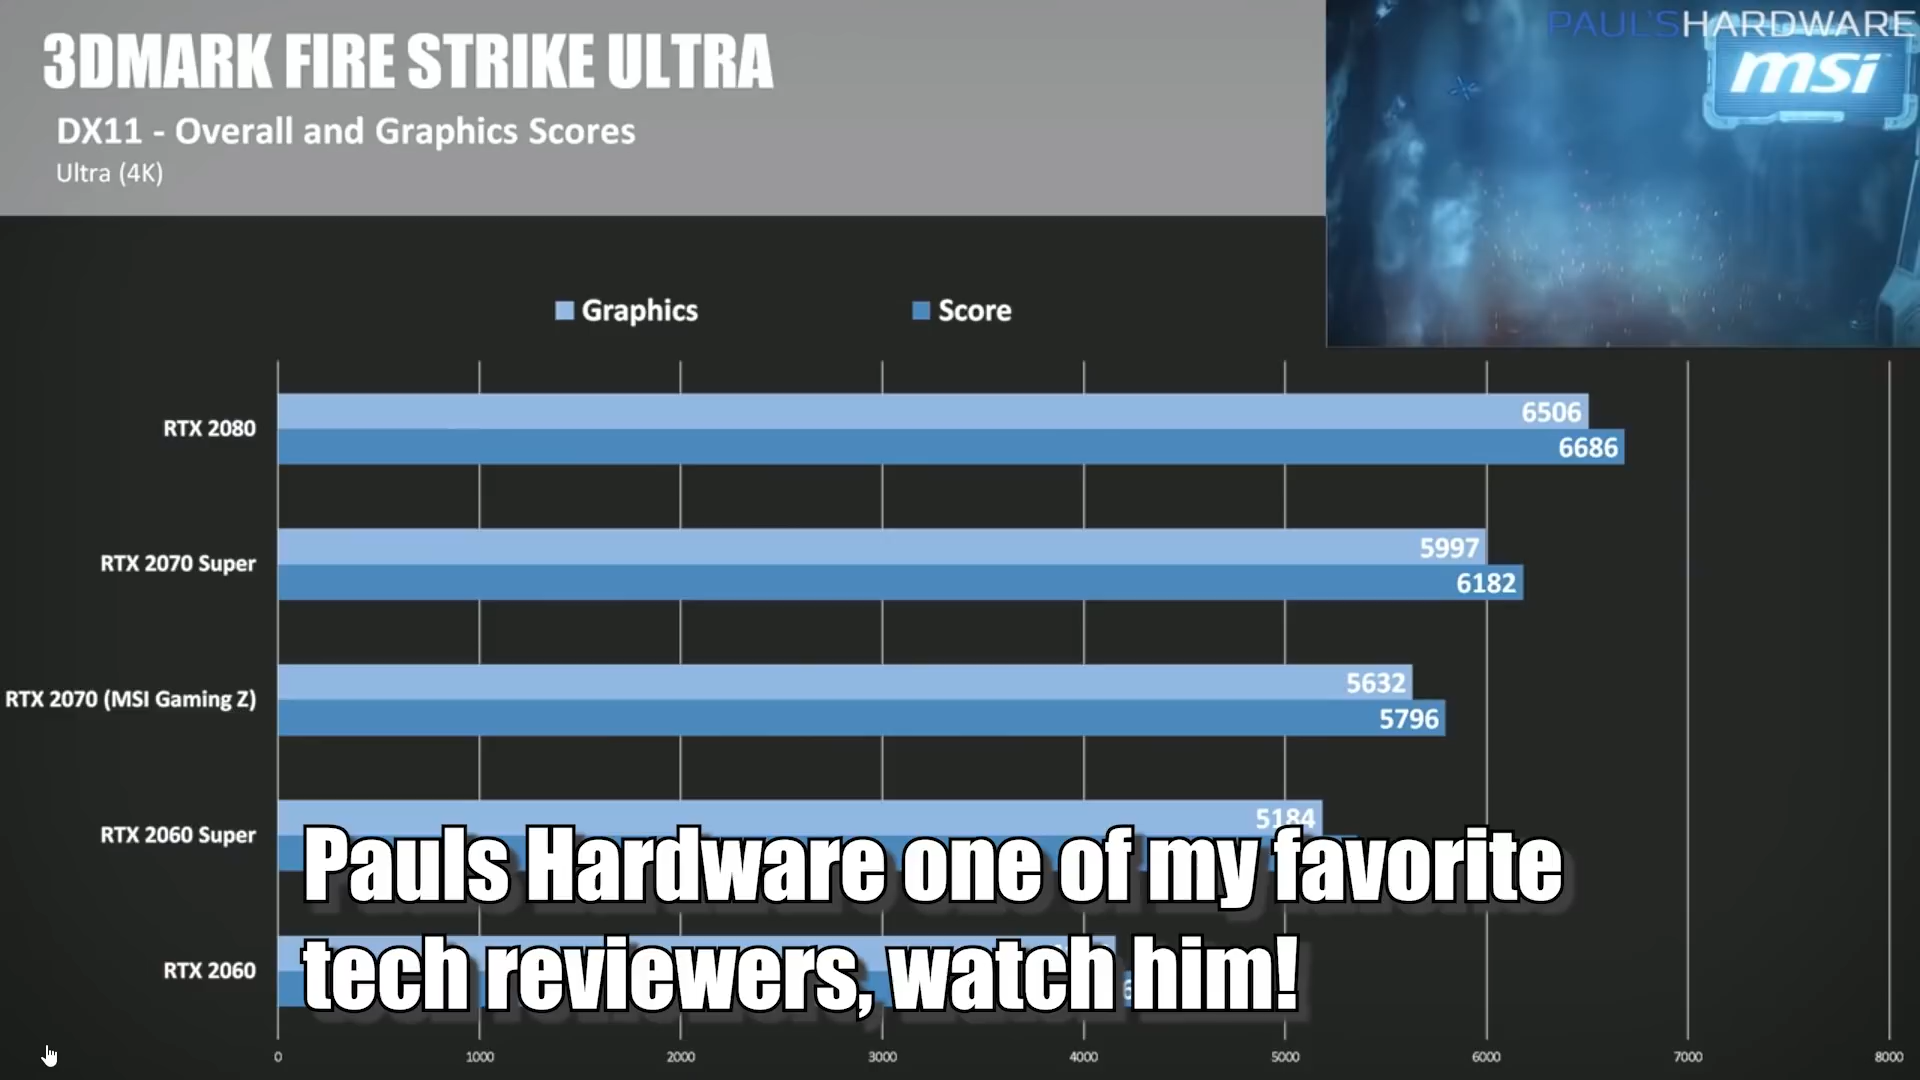 3DMARK FIRE STRIKE ULTRA
DX11 - Overall and Graphics Scores
Ultra (4K)
PAUL'SHARDWARE
msi
Graphics
Score
RTX 2080
6506
6686
RTX 2070 Super
5997
6182
RTX 2070 (MSI Gaming Z)
5632
5796
RTX 2060 Super
5184
RTX 2060
Pauls Hardware one of my favorite
tech reviewers, watch him!
0 1000 2000 3000 4000 5000 6000 7000 8000